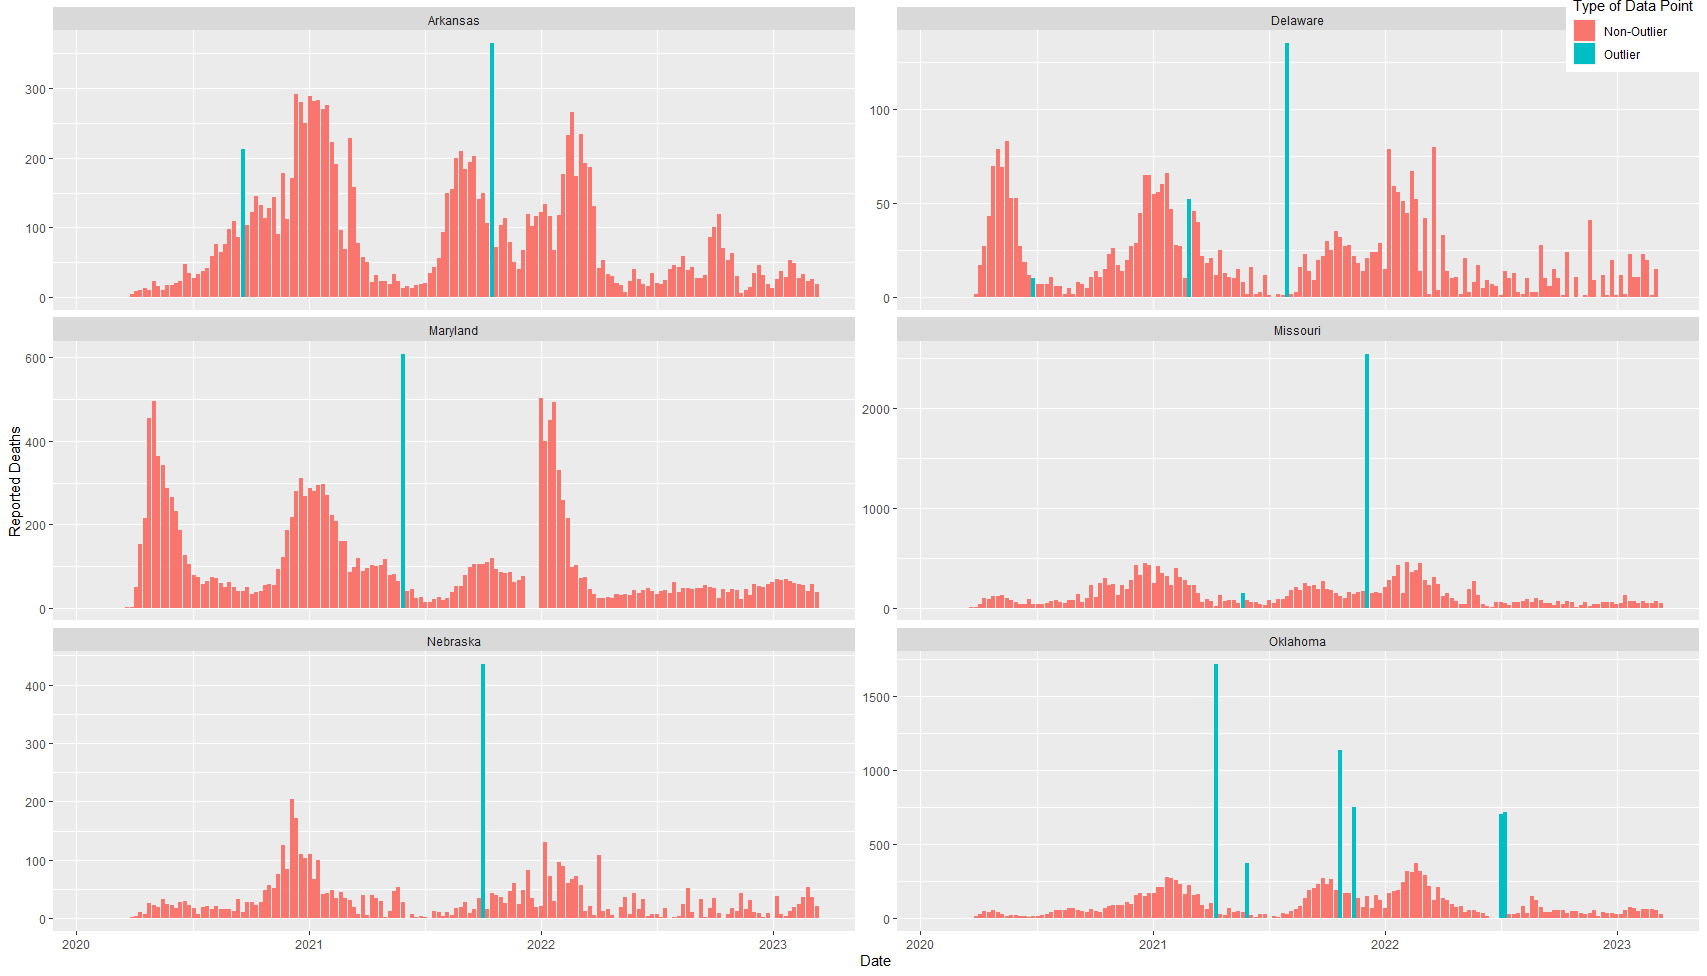 Arkansas
Delaware
Type of Data Point
Non-Outlier
Outlier
300
200
100
0
100
50
0
Maryland
Missouri
600
400
200
0
2000
1000
0
Reported Deaths
Nebraska
Oklahoma
400
300
200
100
0
1500
1000
500
0
2020 2021 2022 2023
2020 2021 2022 2023
Date